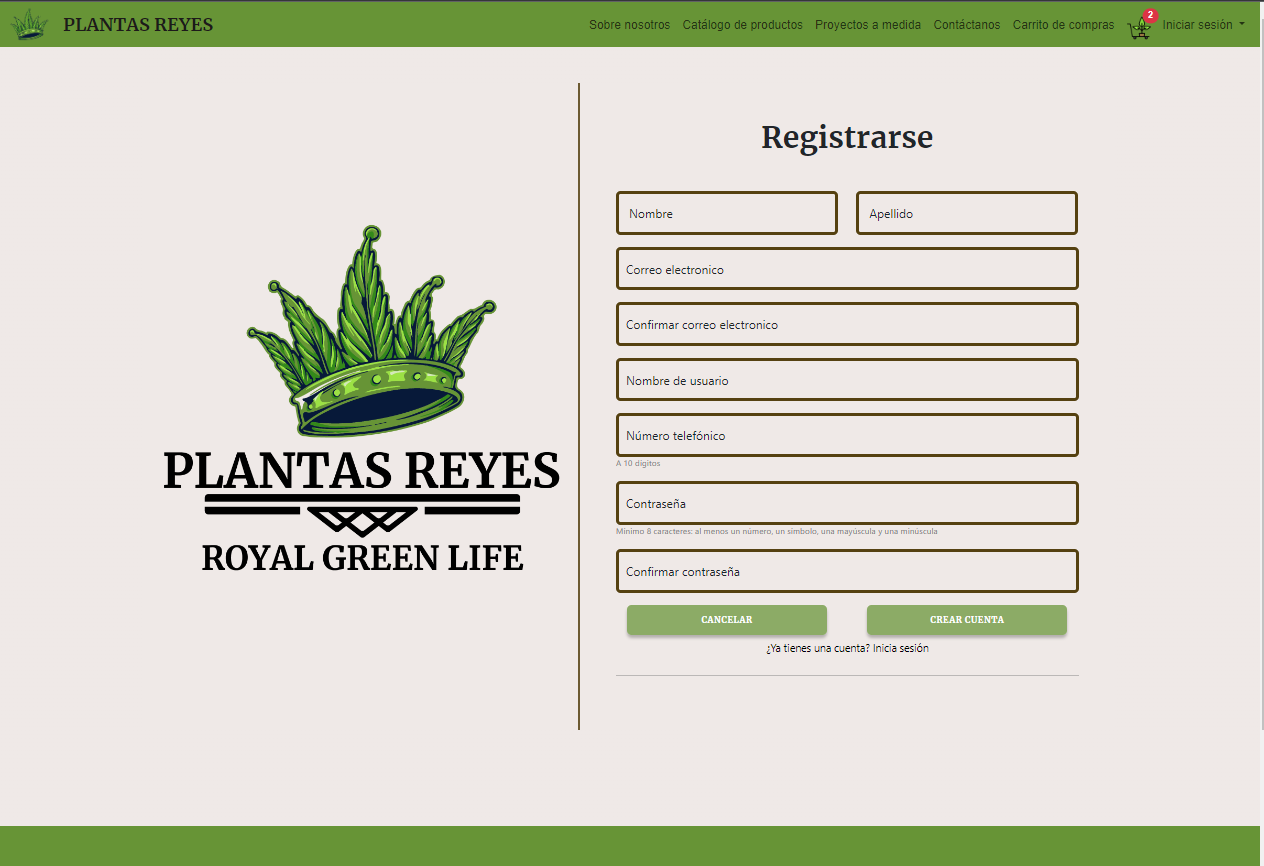 PLANTAS REYES
Sobre nosotros Catálogo de productos Proyectos a medida Contáctanos Carrito de compras 2 Iniciar sesión
PLANTAS REYES
ROYAL GREEN LIFE
Registrarse
Nombre Apellido
Correo electronico
Confirmar correo electronico
Nombre de usuario
Número telefónico
A 10 dígitos
Contraseña
Mínimo 8 caracteres: al menos un número, un símbolo, una mayúscula y una minúscula
Confirmar contraseña
CANCELAR CREAR CUENTA
¿Ya tienes una cuenta? Inicia sesión